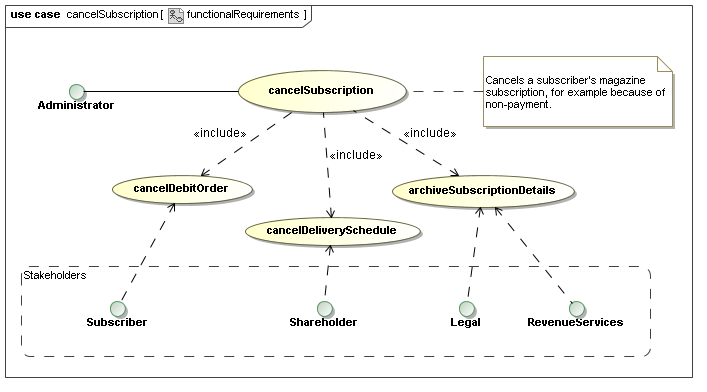 use case cancelSubscription [ functionalRequirements ]
cancelSubscription
Cancels a subscriber's magazine
subscription, for example because of
non-payment.
Administrator
«include»
«include»
«include»
cancelDebitOrder
archiveSubscriptionDetails
cancelDeliverySchedule
Stakeholders
Subscriber
Shareholder
Legal
RevenueServices